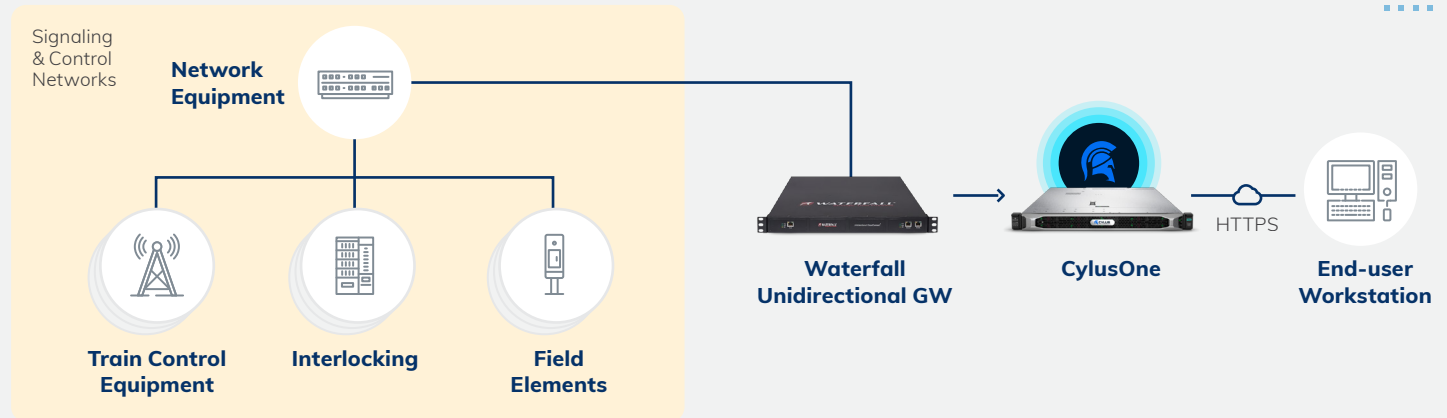 Signaling
& Control
Networks
Network
Equipment
WATERFALL
HTTPS
Waterfall
Unidirectional GW
CylusOne
End-user
Workstation
Train Control
Equipment
Interlocking
Field
Elements